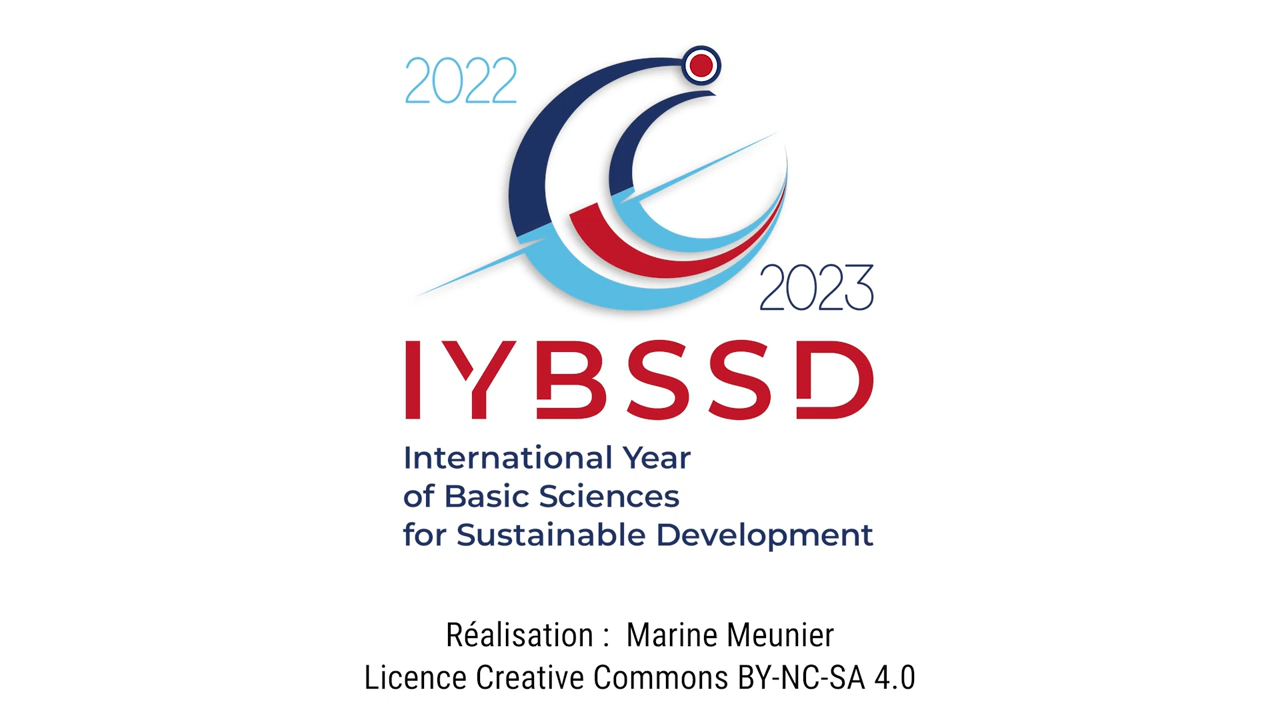 2022
2023
IYBSSD
International Year
of Basic Sciences
for Sustainable Development
Réalisation : Marine Meunier
Licence Creative Commons BY-NC-SA 4.0